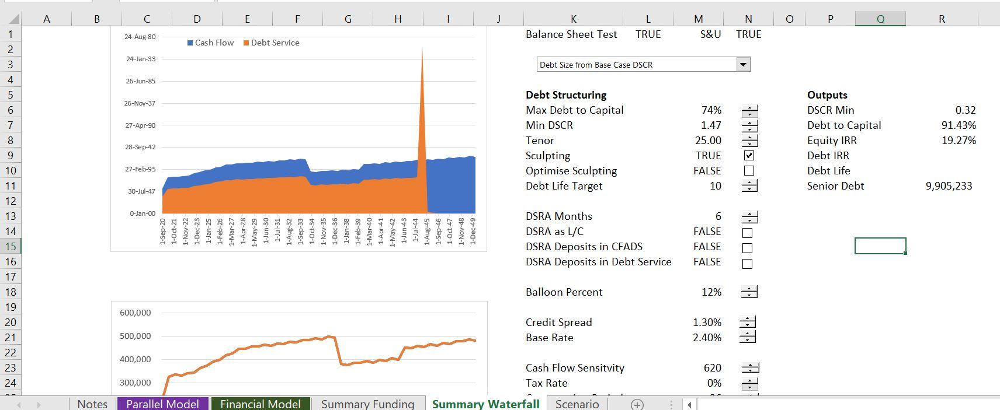 A B C D E F G H I J K L M N O P Q R
1 Balance Sheet Test TRUE S&U TRUE
2
3 Debt Size from Base Case DSCR
4
5 Debt Structuring Outputs
6 Max Debt to Capital 74% DSCR Min 0.32
7 Min DSCR 1.47 Debt to Capital 91.43%
8 Tenor 25.00 Equity IRR 19.27%
9 Sculpting TRUE Debt IRR
10 Optimise Sculpting FALSE Debt Life
11 Debt Life Target 10 Senior Debt 9,905,233
12
13 DSRA Months 6
14 DSRA as L/C FALSE
15 DSRA Deposits in CFADS FALSE
16 DSRA Deposits in Debt Service FALSE
17
18 Balloon Percent 12%
19
20 Credit Spread 1.30%
21 Base Rate 2.40%
22
23 Cash Flow Sensitvity 620
24 Tax Rate 0%
Cash Flow Debt Service
24-Aug-80
24-Jan-33
26-Jun-85
26-Nov-37
27-Apr-90
28-Sep-42
27-Feb-95
30-Jul-47
0-Jan-00
1-Sep-20
1-Oct-21
1-Nov-22
1-Dec-23
1-Jan-25
1-Feb-26
1-Mar-27
1-Apr-28
1-May-29
1-Jun-30
1-Jul-31
1-Aug-32
1-Sep-33
1-Oct-34
1-Nov-35
1-Dec-36
1-Jan-38
1-Feb-39
1-Mar-40
1-Apr-41
1-May-42
1-Jun-43
1-Jul-44
1-Aug-45
1-Sep-46
1-Oct-47
1-Nov-48
1-Dec-49
600,000
500,000
400,000
300,000
Notes Parallel Model Financial Model Summary Funding Summary Waterfall Scenario